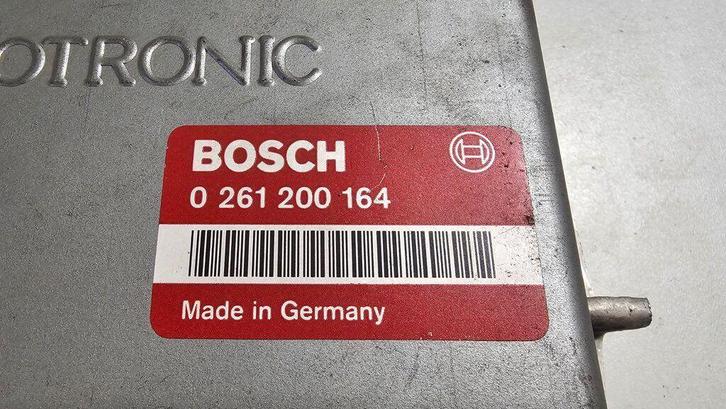 OTRONIC
BOSCH
0 261 200 164
Made in Germany